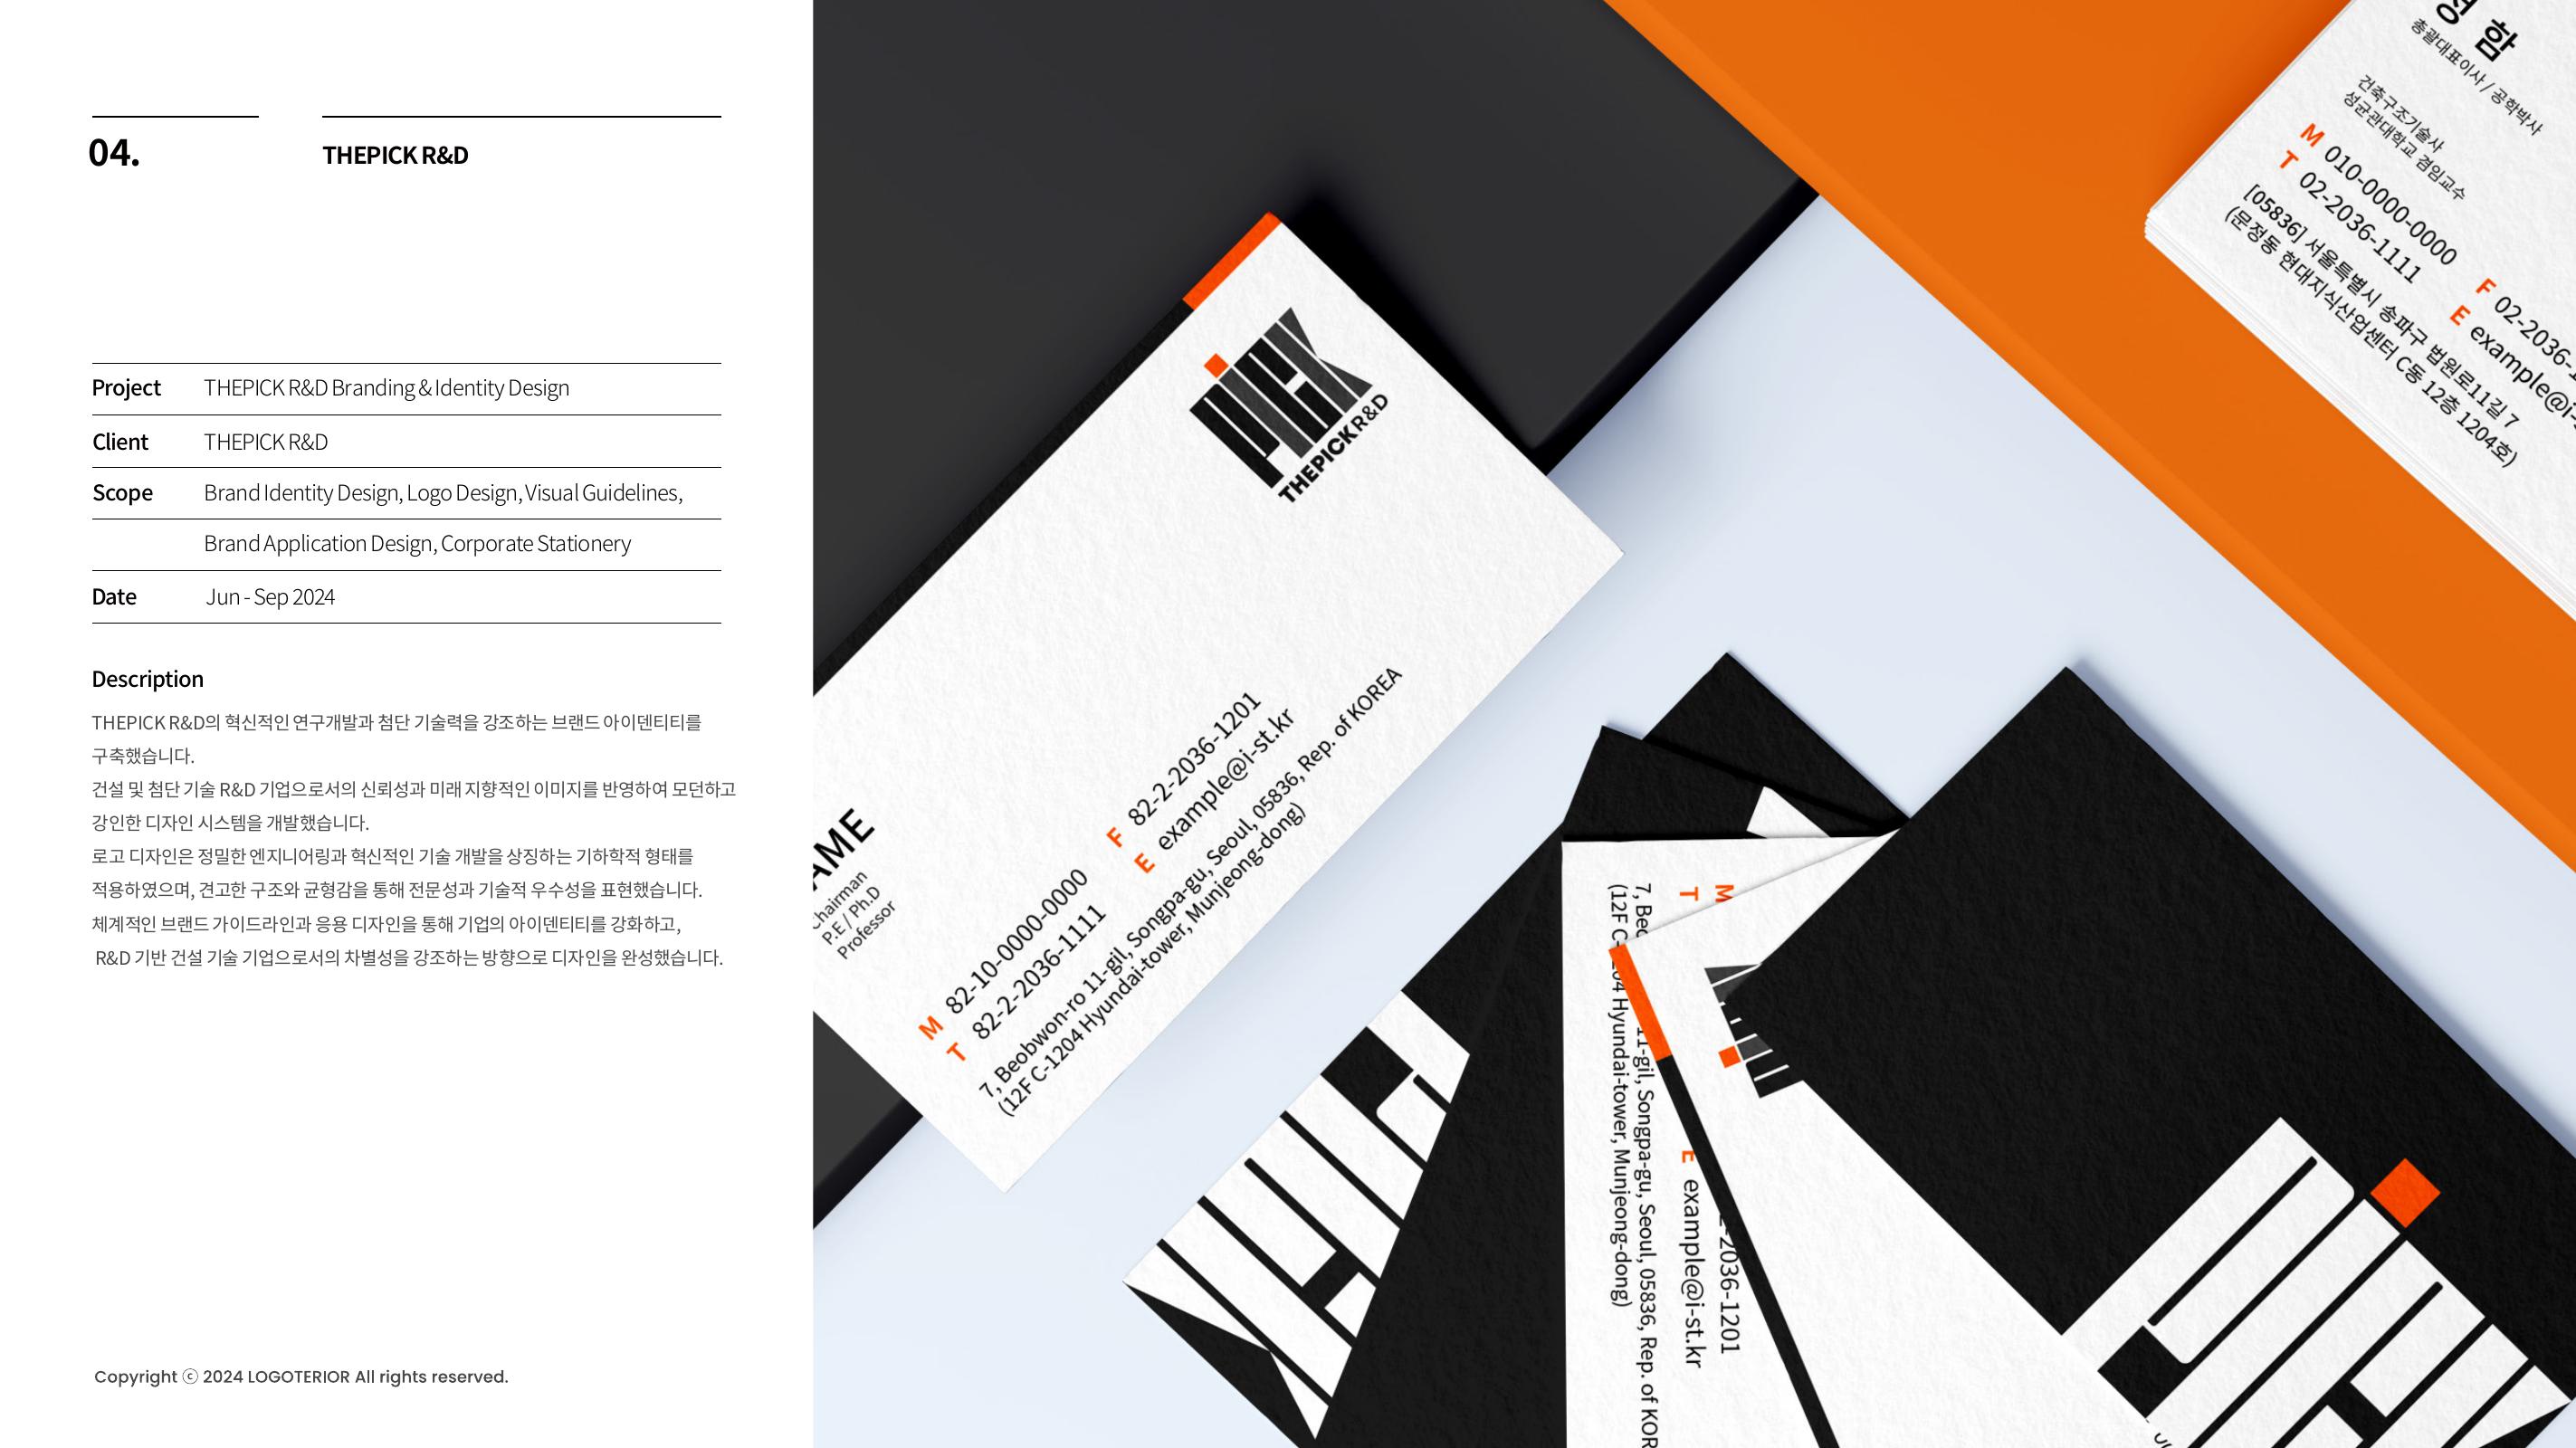 04.
THEPICK R&D
Project THEPICK R&D Branding & Identity Design
Client THEPICK R&D
Scope Brand Identity Design, Logo Design, Visual Guidelines,
Brand Application Design, Corporate Stationery
Date Jun - Sep 2024
Description
THEPICK R&D의 혁신적인 연구개발과 첨단 기술력을 강조하는 브랜드 아이덴티티를
구축했습니다.
건설 및 첨단 기술 R&D 기업으로서의 신뢰성과 미래 지향적인 이미지를 반영하여 모던하고
강인한 디자인 시스템을 개발했습니다.
로고 디자인은 정밀한 엔지니어링과 혁신적인 기술 개발을 상징하는 기하학적 형태를
적용하였으며, 견고한 구조와 균형감을 통해 전문성과 기술적 우수성을 표현했습니다.
체계적인 브랜드 가이드라인과 응용 디자인을 통해 기업의 아이덴티티를 강화하고,
R&D 기반 건설 기술 기업으로서의 차별성을 강조하는 방향으로 디자인을 완성했습니다.
Copyright ⓒ 2024 LOGOTERIOR All rights reserved.
PICK
THEPICK R&D
AME
Chairman
P.E / Ph.D
Professor
M 82-10-0000-0000 F 82-2-2036-1201
T 82-2-2036-1111 E example@i-st.kr
7, Beobwon-ro 11-gil, Songpa-gu, Seoul, 05836, Rep. of KOREA
(12F C-1204 Hyundai-tower, Munjeong-dong)
함
총괄대표이사 / 공학박사
건축구조기술사
성균관대학교 겸임교수
M 010-0000-0000 F 02-2036-1
T 02-2036-1111 E example@i-s
[05836] 서울특별시 송파구 법원로11길 7
(문정동 현대지식산업센터 C동 12층 1204호)
M
T
2-2036-1201
E example@i-st.kr
7, Beo 11-gil, Songpa-gu, Seoul, 05836, Rep. of KOR
(12F C-1204 Hyundai-tower, Munjeong-dong)